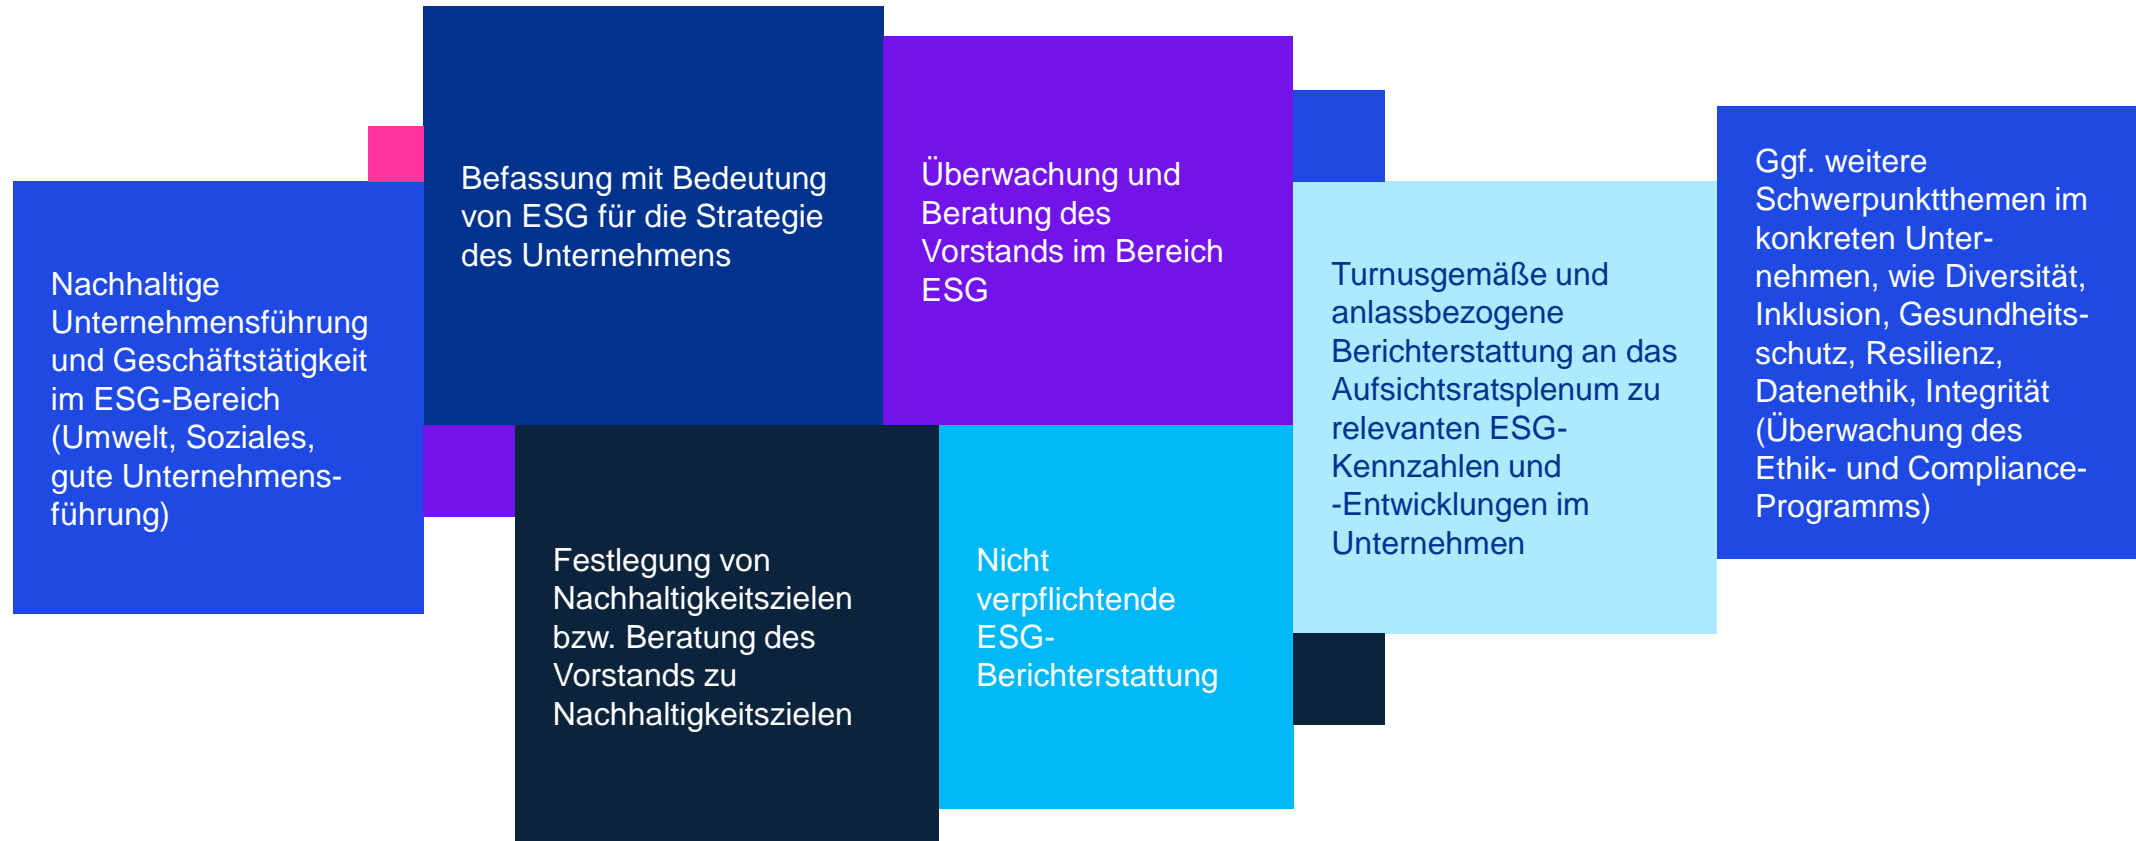 Nachhaltige
Unternehmensführung
und Geschäftstätigkeit
im ESG-Bereich
(Umwelt, Soziales,
gute Unternehmens-
führung)
Befassung mit Bedeutung
von ESG für die Strategie
des Unternehmens
Überwachung und
Beratung des
Vorstands im Bereich
ESG
Festlegung von
Nachhaltigkeitszielen
bzw. Beratung des
Vorstands zu
Nachhaltigkeitszielen
Nicht
verpflichtende
ESG-
Berichterstattung
Turnusgemäße und
anlassbezogene
Berichterstattung an das
Aufsichtsratsplenum zu
relevanten ESG-
Kennzahlen und
-Entwicklungen im
Unternehmen
Ggf. weitere
Schwerpunktthemen im
konkreten Unter-
nehmen, wie Diversität,
Inklusion, Gesundheits-
schutz, Resilienz,
Datenethik, Integrität
(Überwachung des
Ethik- und Compliance-
Programms)